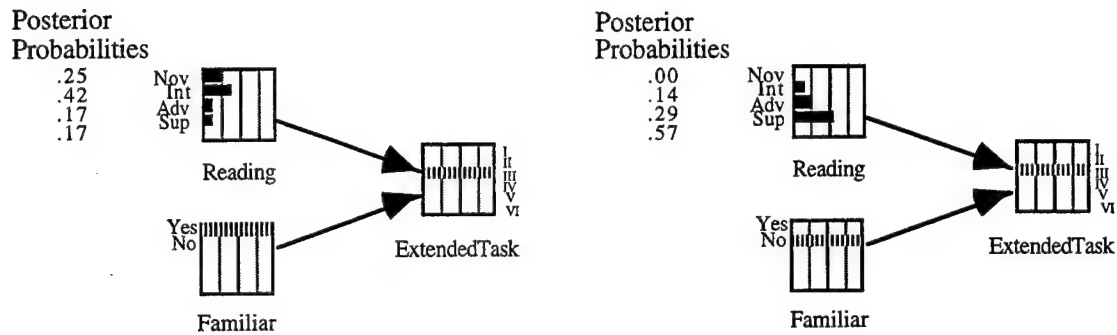 Posterior
Probabilities
.25
.42
.17
.17
Nov
Int
Adv
Sup
Reading
Yes
No
Familiar
I
II
III
IV
V
VI
ExtendedTask
Posterior
Probabilities
.00
.14
.29
.57
Nov
Int
Adv
Sup
Reading
Yes
No
Familiar
I
II
III
IV
V
VI
ExtendedTask